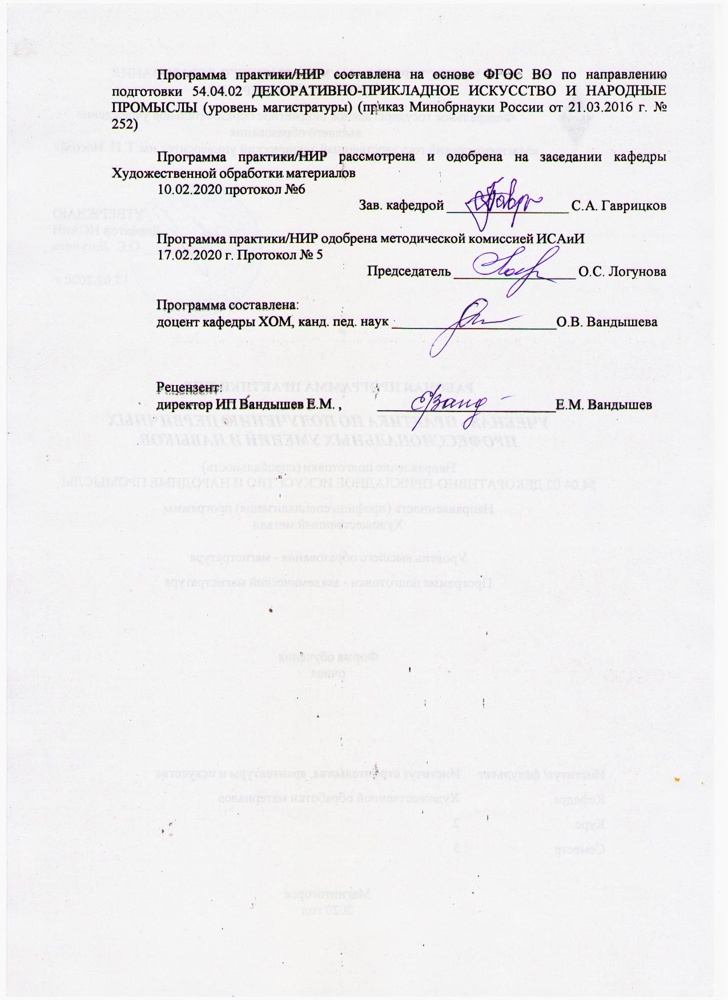 Программа практики/НИР составлена на основе ФГОС ВО по направлению
подготовки 54.04.02 ДЕКОРАТИВНО-ПРИКЛАДНОЕ ИСКУССТВО И НАРОДНЫЕ
ПРОМЫСЛЫ (уровень магистратуры) (приказ Минобрнауки России от 21.03.2016 г. №
252)
Программа практики/НИР рассмотрена и одобрена на заседании кафедры
Художественной обработки материалов
10.02.2020 протокол №6
Зав. кафедрой _________________ С.А. Гаврицков
Программа практики/НИР одобрена методической комиссией ИСАиИ
17.02.2020 г. Протокол № 5
Председатель _________________ О.С. Логунова
Программа составлена:
доцент кафедры ХОМ, канд. пед. наук _______________________О.В. Вандышева
Рецензент:
директор ИП Вандышев Е.М. , _________________________Е.М. Вандышев